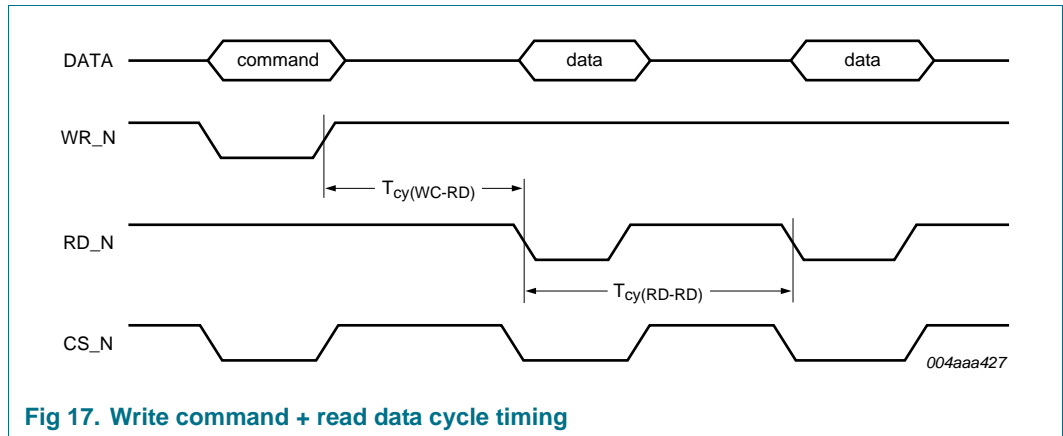 DATA
command
data
data
WR_N
Tcy(WC-RD)
RD_N
Tcy(RD-RD)
CS_N
004aaa427
Fig 17. Write command + read data cycle timing